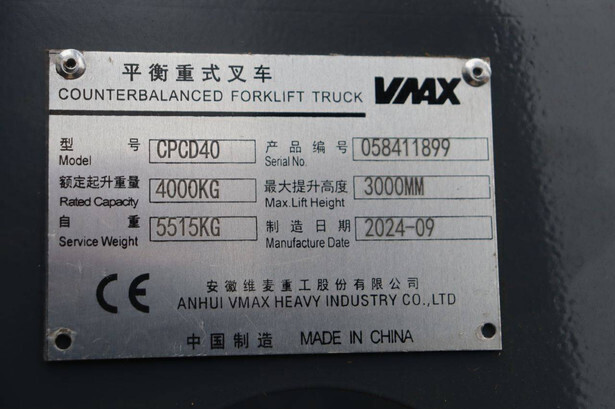 平衡重式叉车
COUNTERBALANCED FORKLIFT TRUCK VMAX
型 号 CPCD40 产品编号 058411899
Model Serial No.
额定起升重量 4000KG 最大提升高度 3000MM
Rated Capacity Max.Lift Height
自 重 5515KG 制造日期 2024-09
Service Weight Manufacture Date
CE 安徽维麦重工股份有限公司
ANHUI VMAX HEAVY INDUSTRY CO.,LTD
中国制造 MADE IN CHINA